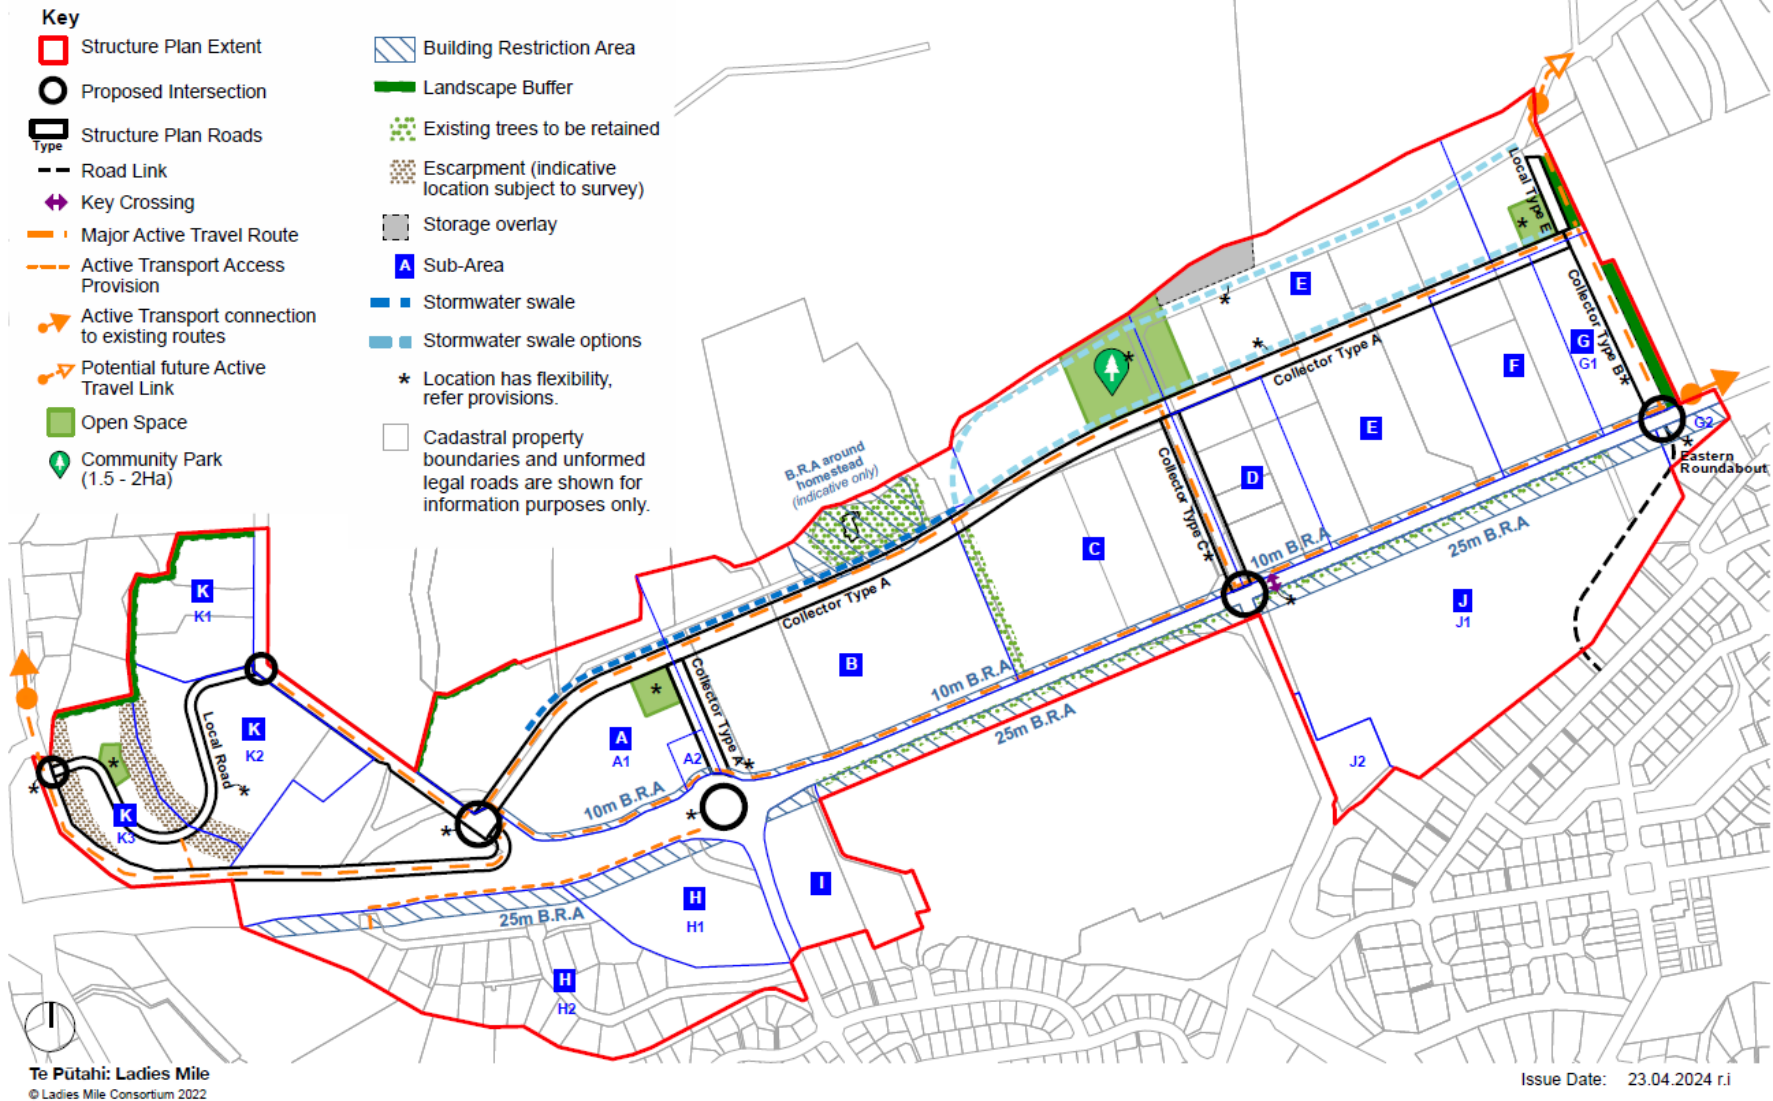 Key
Structure Plan Extent
Proposed Intersection
Structure Plan Roads
Type
Road Link
Key Crossing
Major Active Travel Route
Active Transport Access
Provision
Active Transport connection
to existing routes
Potential future Active
Travel Link
Open Space
Community Park
(1.5 - 2Ha)
Building Restriction Area
Landscape Buffer
Existing trees to be retained
Escarpment (indicative
location subject to survey)
Storage overlay
A
Sub-Area
Stormwater swale
Stormwater swale options
* Location has flexibility,
refer provisions.
Cadastral property
boundaries and unformed
legal roads are shown for
information purposes only.
Local Type E
*
E
*
*
Collector Type A
Collector Type B
*
G
G1
F
E
G2
*
Eastern
Roundabout
*
B.R.A around
homestead
(indicative only)
Collector Type C
*
D
C
10m B.R.A
25m B.R.A
*
J
J1
J2
Collector Type A
B
10m B.R.A
25m B.R.A
K
K1
K
K2
Local Road
*
*
*
K
K3
*
*
Collector Type A
*
A
A1
A2
10m B.R.A
*
I
H
H1
25m B.R.A
H
H2
Te Pūtahi: Ladies Mile
© Ladies Mile Consortium 2022
Issue Date: 23.04.2024 r.i